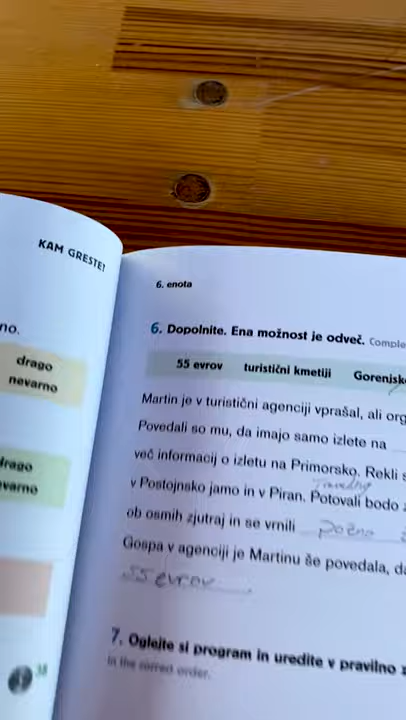 KAM GRESTE?
no.
drago
nevarno
drago
evarno
38
6. enota
6. Dopolnite. Ena možnost je odveč. Comple
55 evrov turistični kmetiji Gorenjsk
Martin je v turistični agenciji vprašal, ali org
Povedali so mu, da imajo samo izlete na
več informacij o izletu na Primorsko. Rekli s
Traveling
v Postojnsko jamo in v Piran. Potovali bodo z
ob osmih zjutraj in se vrnili pozno
Gospa v agenciji je Martinu še povedala, da
55 evrov.
7. Oglejte si program in uredite v pravilno z
in the correct order.